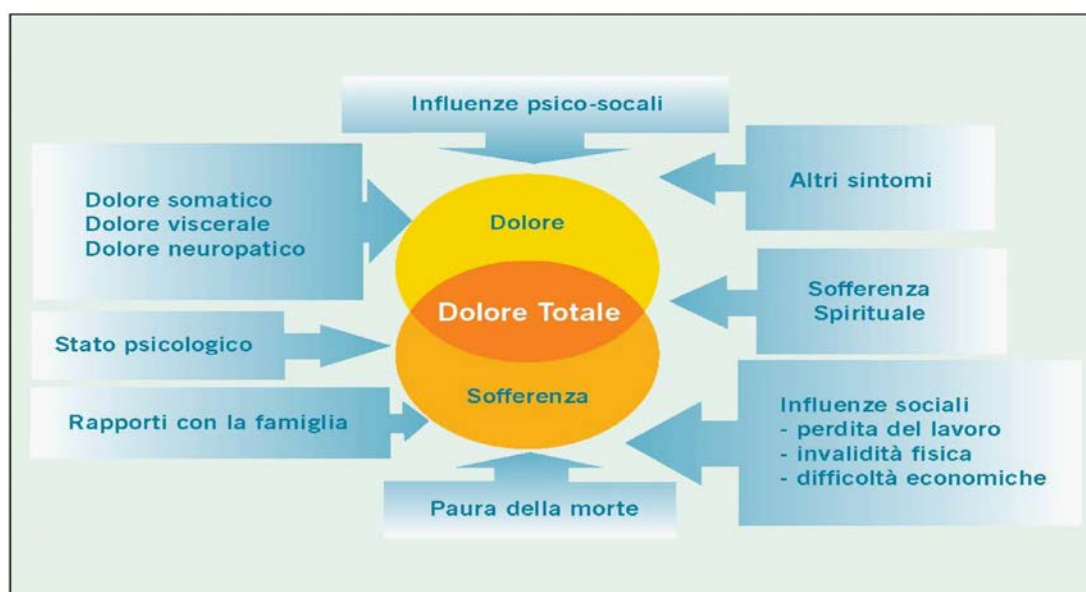 Influenze psico-socali
Dolore somatico
Dolore viscerale
Dolore neuropatico
Altri sintomi
Dolore
Dolore Totale
Sofferenza
Spirituale
Stato psicologico
Sofferenza
Rapporti con la famiglia
Influenze sociali
- perdita del lavoro
- invalidità fisica
- difficoltà economiche
Paura della morte